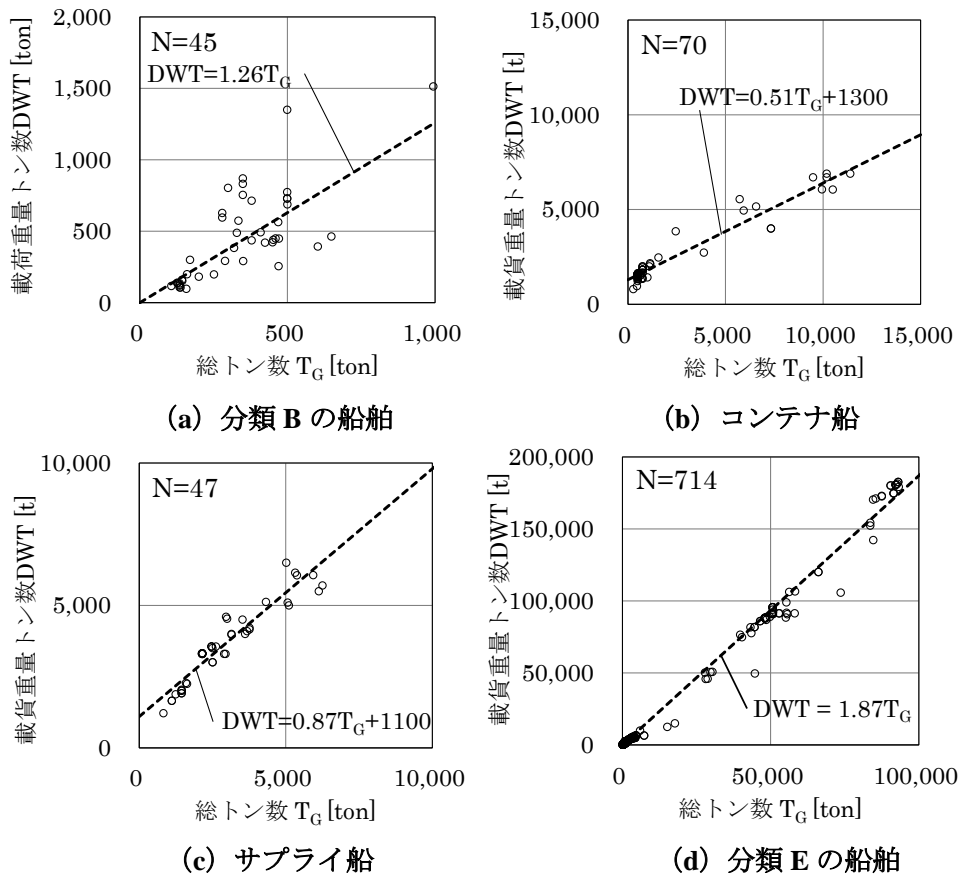 2,000
1,500
1,000
500
0
載荷重量トン数DWT [ton]
N=45
DWT=1.26T_G
0
500
1,000
総トン数 T_G [ton]
(a) 分類 B の船舶
20,000
15,000
10,000
5,000
0
載貨重量トン数DWT [t]
N=70
DWT=0.51T_G+1300
0
5,000
10,000
15,000
総トン数 T_G [ton]
(b) コンテナ船
10,000
5,000
0
載貨重量トン数DWT [t]
N=47
DWT=0.87T_G+1100
0
5,000
10,000
総トン数 T_G [ton]
(c) サプライ船
200,000
150,000
100,000
50,000
0
載貨重量トン数DWT [t]
N=714
DWT = 1.87T_G
0
50,000
100,000
総トン数 T_G [ton]
(d) 分類 E の船舶